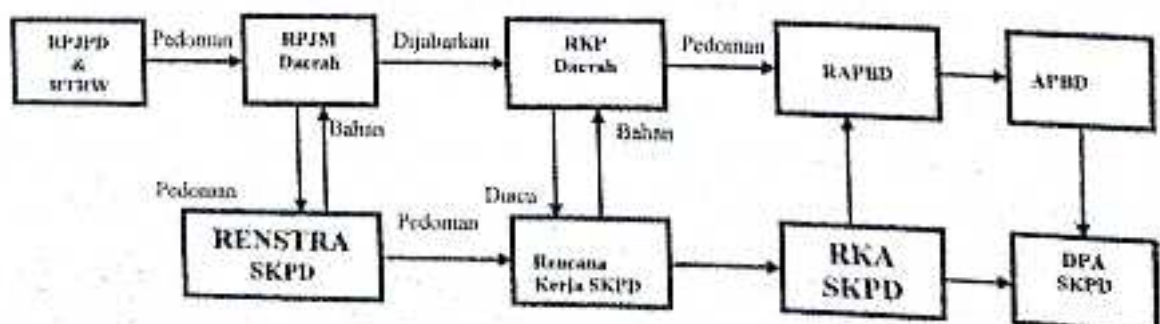 RPJPD
&
RTRW
Pedoman
RPJM
Daerah
Dijabarkan
RKP
Daerah
Pedoman
RAPBD
APBD
Bahan
Bahan
Pedoman
Diacu
RENSTRA
SKPD
Pedoman
Rencana
Kerja SKPD
RKA
SKPD
DPA
SKPD